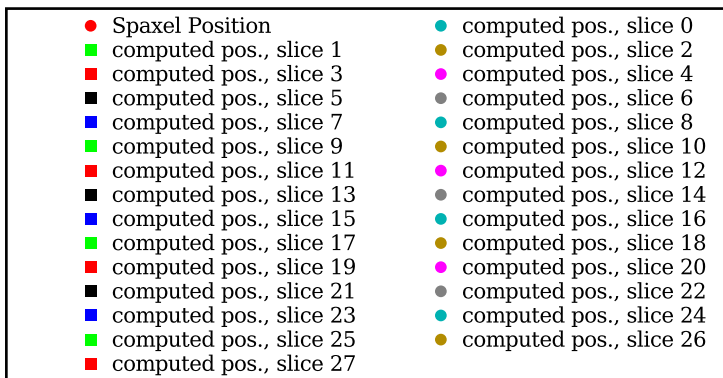 Spaxel Position computed pos., slice 0
computed pos., slice 1 computed pos., slice 2
computed pos., slice 3 computed pos., slice 4
computed pos., slice 5 computed pos., slice 6
computed pos., slice 7 computed pos., slice 8
computed pos., slice 9 computed pos., slice 10
computed pos., slice 11 computed pos., slice 12
computed pos., slice 13 computed pos., slice 14
computed pos., slice 15 computed pos., slice 16
computed pos., slice 17 computed pos., slice 18
computed pos., slice 19 computed pos., slice 20
computed pos., slice 21 computed pos., slice 22
computed pos., slice 23 computed pos., slice 24
computed pos., slice 25 computed pos., slice 26
computed pos., slice 27